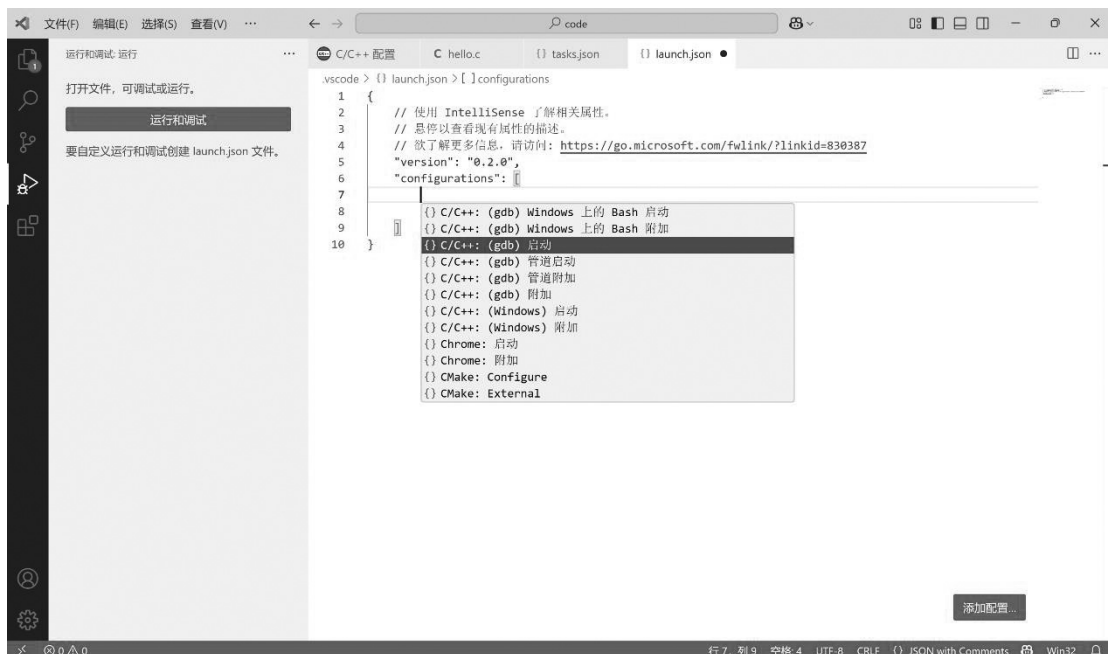 文件(F) 编辑(E) 选择(S) 查看(V) ··· code
运行和调试: 运行 ···
C/C++ 配置 C hello.c {} tasks.json {} launch.json ●
.vscode > {} launch.json > [ ] configurations
打开文件，可调试或运行。
运行和调试
要自定义运行和调试创建 launch.json 文件。
1 {
2 // 使用 IntelliSense 了解相关属性。
3 // 悬停以查看现有属性的描述。
4 // 欲了解更多信息，请访问: https://go.microsoft.com/fwlink/?linkid=830387
5 "version": "0.2.0",
6 "configurations": [
7
8
9 ]
10 }
{} C/C++: (gdb) Windows 上的 Bash 启动
{} C/C++: (gdb) Windows 上的 Bash 附加
{} C/C++: (gdb) 启动
{} C/C++: (gdb) 管道启动
{} C/C++: (gdb) 管道附加
{} C/C++: (gdb) 附加
{} C/C++: (Windows) 启动
{} C/C++: (Windows) 附加
{} Chrome: 启动
{} Chrome: 附加
{} CMake: Configure
{} CMake: External
添加配置...
0 0 行 7，列 9 空格: 4 UTF-8 CRLF {} JSON with Comments Win32